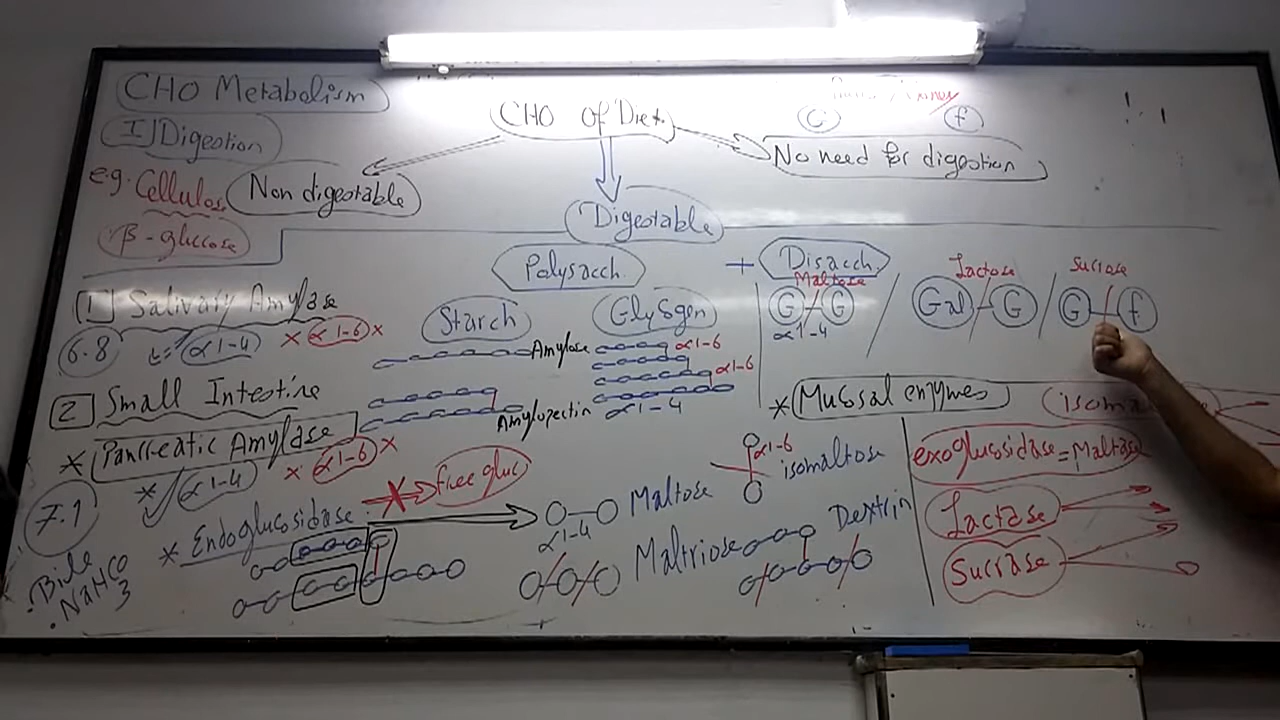 CHO Metabolism
I) Digestion
CHO Of Diet.
G
f
No need for digestion
e.g. Cellulos
Non digestable
β-glucose
Digestable
Polysacch.
+ Disacch
Maltose
G G
α1-4
Lactose
Gal G
Sucrose
G f
(1) Salivary Amylase
6.8
α1-4
× α1-6 ×
Starch
Glysgen
Amylose
α1-6
α1-6
Amylopectin
α1-4
2 Small Intestine
* Pancreatic Amylase
* α1-4
× α1-6 ×
7.1
* Endoglucosidase
free gluc
Maltose
α1-4
α1-6
isomaltose
Maltriose
Dextrin
. Bile
. NaHCO3
* Mucosal enzymes
exoglucosidase = Maltase
Lactase
Sucrase